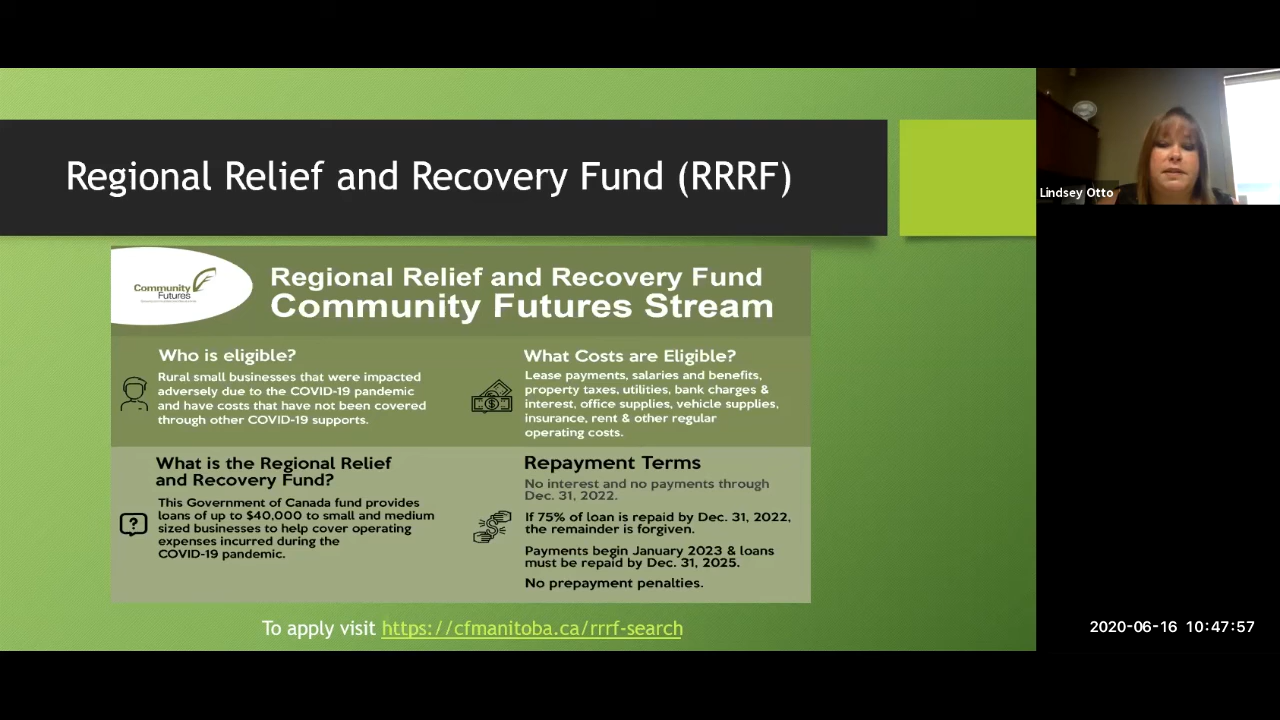 Regional Relief and Recovery Fund (RRRF)
Lindsey Otto
Community
Futures
Regional Relief and Recovery Fund
Community Futures Stream
Who is eligible?
Rural small businesses that were impacted
adversely due to the COVID-19 pandemic
and have costs that have not been covered
through other COVID-19 supports.
What Costs are Eligible?
Lease payments, salaries and benefits,
property taxes, utilities, bank charges &
interest, office supplies, vehicle supplies,
insurance, rent & other regular
operating costs.
What is the Regional Relief
and Recovery Fund?
This Government of Canada fund provides
loans of up to $40,000 to small and medium
sized businesses to help cover operating
expenses incurred during the
COVID-19 pandemic.
Repayment Terms
No interest and no payments through
Dec. 31, 2022.
If 75% of loan is repaid by Dec. 31, 2022,
the remainder is forgiven.
Payments begin January 2023 & loans
must be repaid by Dec. 31, 2025.
No prepayment penalties.
To apply visit https://cfmanitoba.ca/rrrf-search
2020-06-16 10:47:57